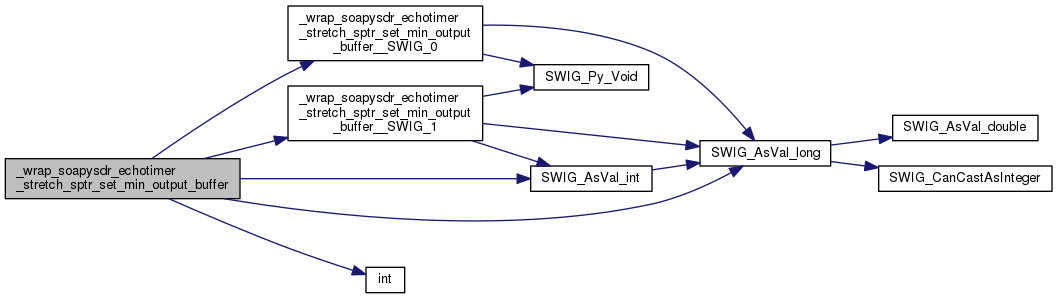 _wrap_soapysdr_echotimer
_stretch_sptr_set_min_output_buffer
_wrap_soapysdr_echotimer
_stretch_sptr_set_min_output
_buffer__SWIG_0
_wrap_soapysdr_echotimer
_stretch_sptr_set_min_output
_buffer__SWIG_1
SWIG_Py_Void
SWIG_AsVal_int
int
SWIG_AsVal_long
SWIG_AsVal_double
SWIG_CanCastAsInteger